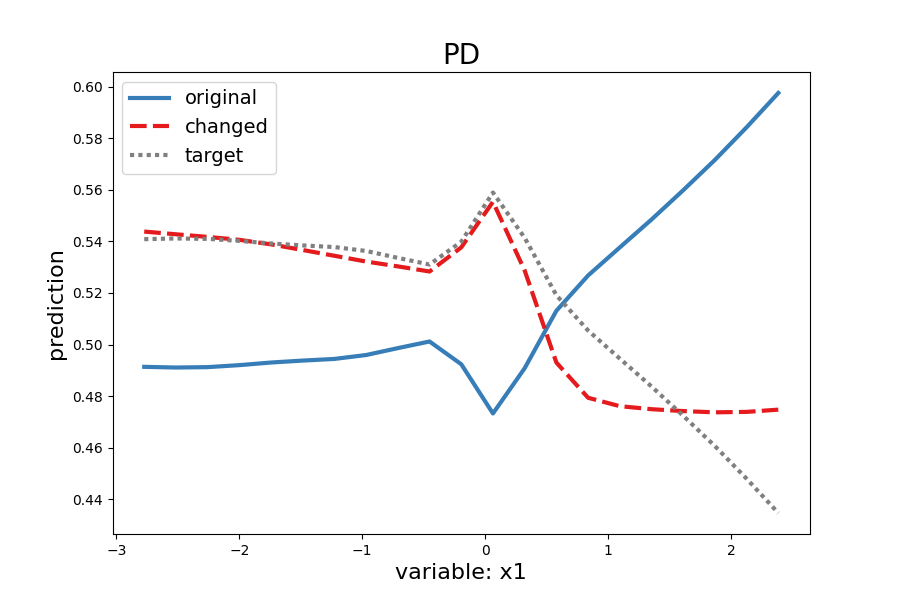 PD
original
changed
target
0.60
0.58
0.56
0.54
0.52
0.50
0.48
0.46
0.44
prediction
−3 −2 −1 0 1 2
variable: x1